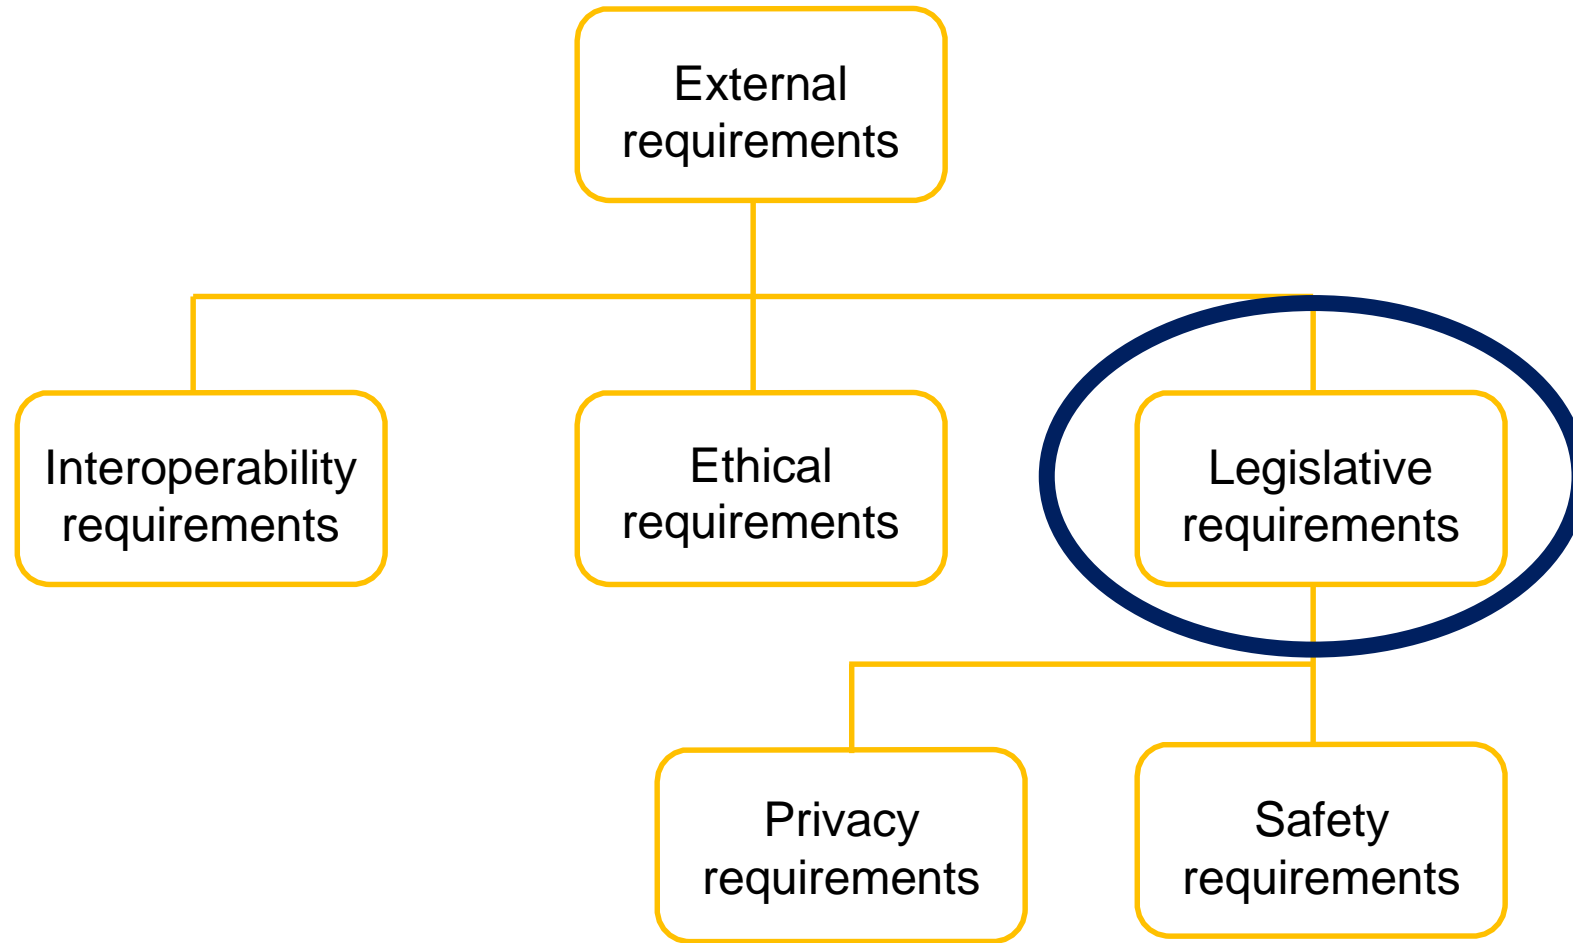 External
requirements
Interoperability
requirements
Ethical
requirements
Legislative
requirements
Privacy
requirements
Safety
requirements